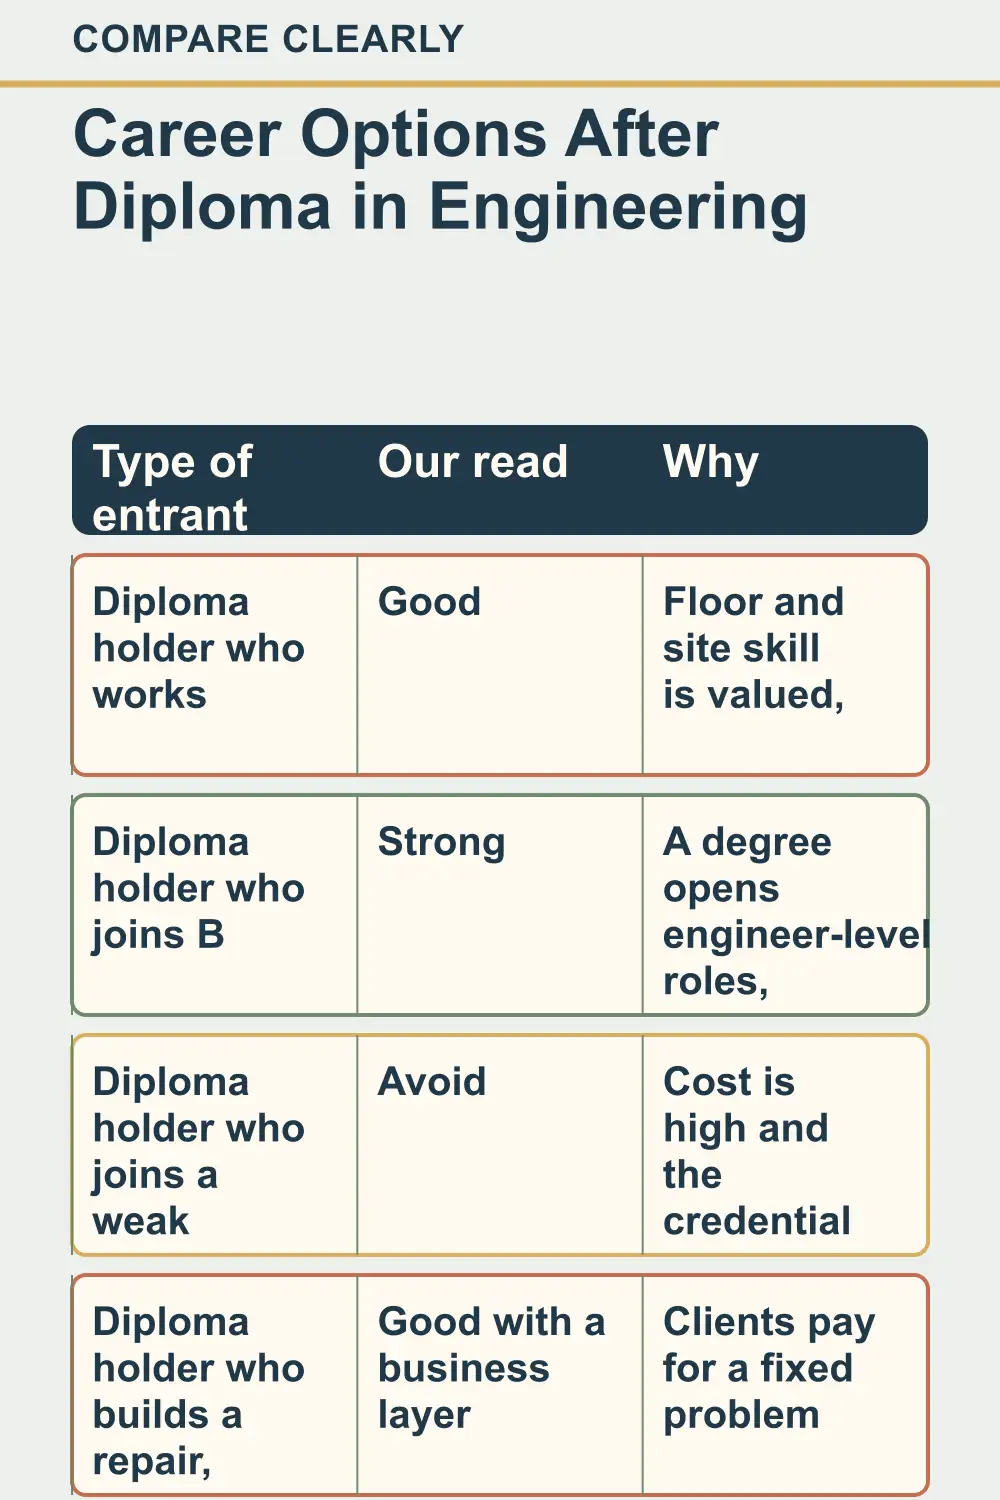 COMPARE CLEARLY
Career Options After
Diploma in Engineering
Type of
entrant
Our read
Why
Diploma
holder who
works
Good
Floor and
site skill
is valued,
Diploma
holder who
joins B
Strong
A degree
opens
engineer-level
roles,
Diploma
holder who
joins a
weak
Avoid
Cost is
high and
the
credential
Diploma
holder who
builds a
repair,
Good with a
business
layer
Clients pay
for a fixed
problem